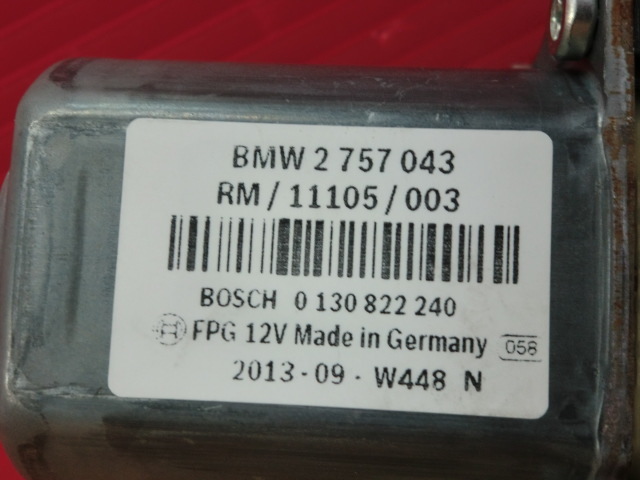 BMW 2 757 043
RM / 11105 / 003
BOSCH 0 130 822 240
FPG 12V Made in Germany 058
2013 - 09 - W448 N